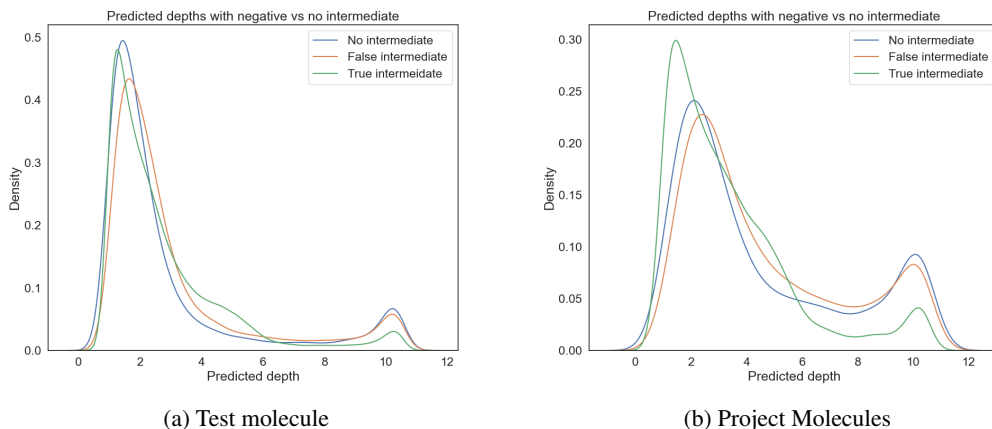 Predicted depths with negative vs no intermediate
No intermediate
False intermediate
True intermeidate
0.5
0.4
0.3
0.2
0.1
0.0
Density
0 2 4 6 8 10 12
Predicted depth
(a) Test molecule
Predicted depths with negative vs no intermediate
No intermediate
False intermediate
True intermediate
0.30
0.25
0.20
0.15
0.10
0.05
0.00
Density
0 2 4 6 8 10 12
Predicted depth
(b) Project Molecules